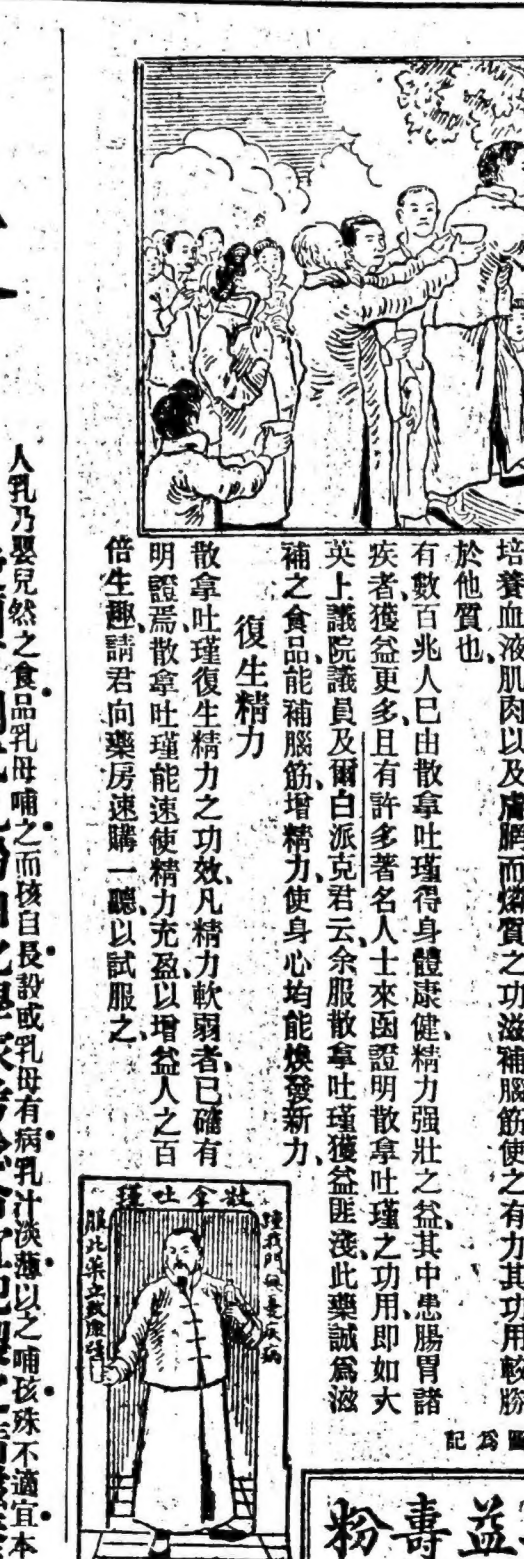 培養血液肌肉以及膚膶而燐質之功滋補腦筋使之有力其功用較勝
於他質也、
有數百兆人已由散拿吐瑾得身體康健、精力强壯之益、其中患腸胃諸
疾者、獲益更多、且有許多著名人士來函證明散拿吐瑾之功用、即如大
英上議院議員及爾白派克君云、余服散拿吐瑾獲益匪淺、此藥誠爲滋
補之食品、能補腦筋、增精力、使身心均能煥發新力、
復生精力
散拿吐瑾復生精力之功效、凡精力軟弱者、已確有
明證焉、散拿吐瑾能速使精力充盈、以增益人之百
倍生趣、請君向藥房速購一聽、以試服之、
圖爲記
散拿吐瑾
服此藥立致康强
益壽粉
人乳乃嬰兒然之食品乳母哺之而孩自長設或乳母有病乳汁淡薄以之哺孩殊不適宜本